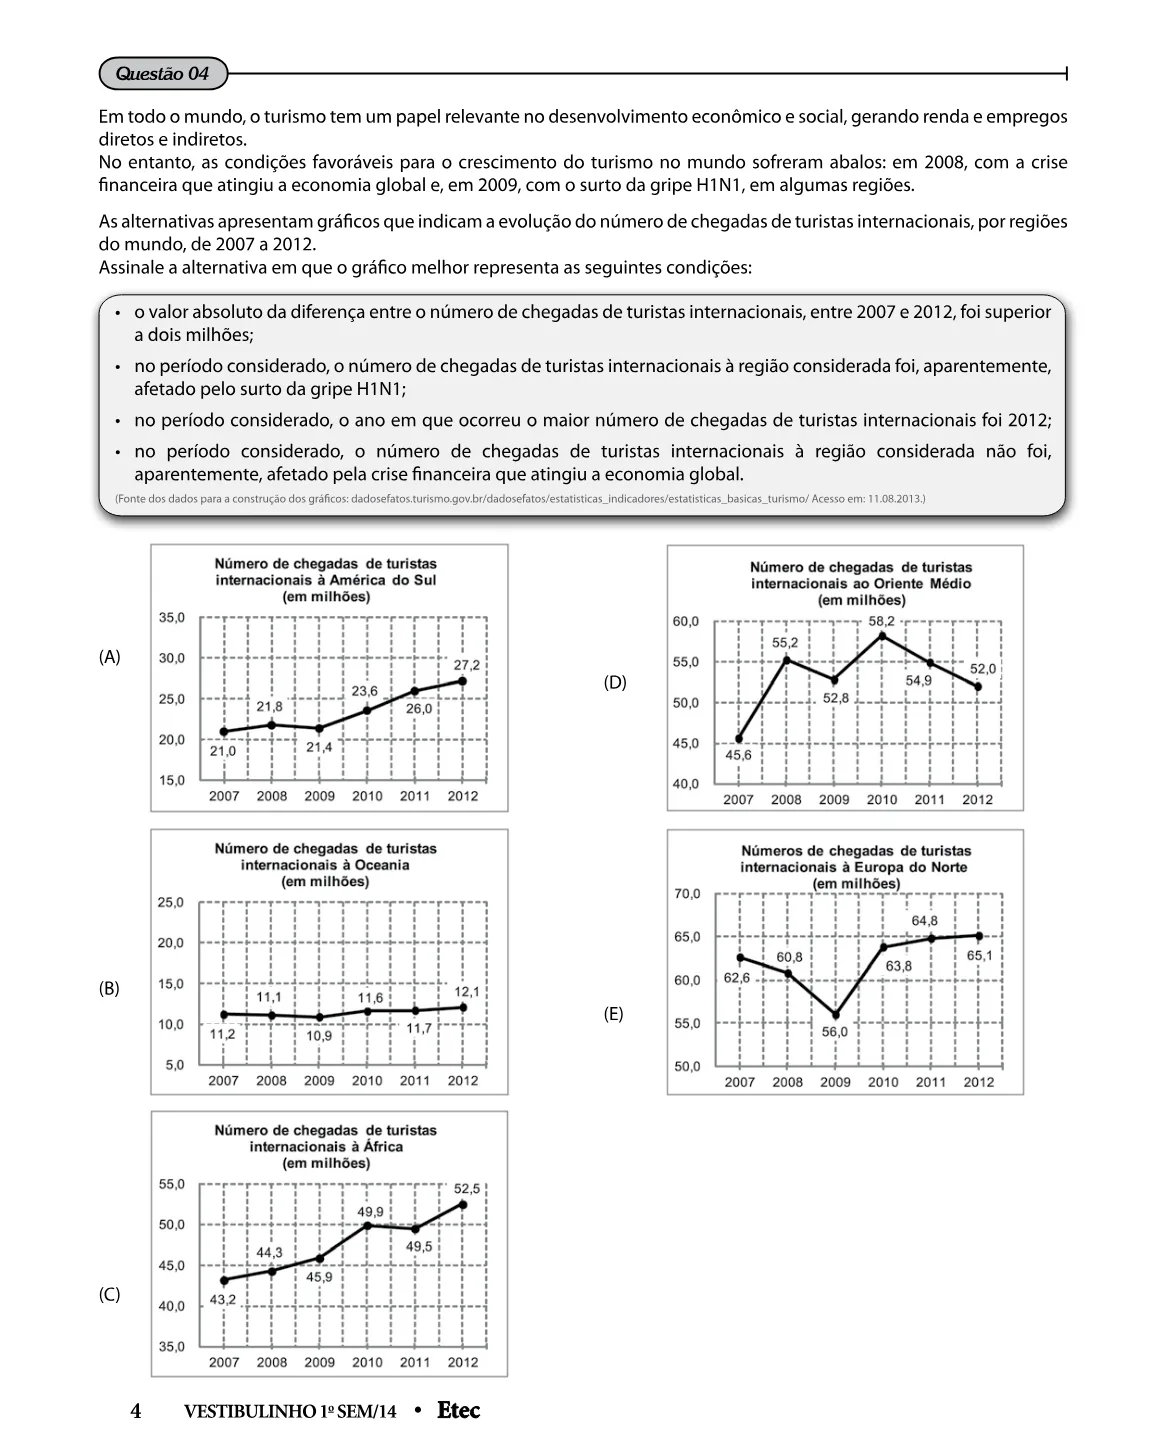 Questão 04
Em todo o mundo, o turismo tem um papel relevante no desenvolvimento econômico e social, gerando renda e empregos
diretos e indiretos.
No entanto, as condições favoráveis para o crescimento do turismo no mundo sofreram abalos: em 2008, com a crise
financeira que atingiu a economia global e, em 2009, com o surto da gripe H1N1, em algumas regiões.
As alternativas apresentam gráficos que indicam a evolução do número de chegadas de turistas internacionais, por regiões
do mundo, de 2007 a 2012.
Assinale a alternativa em que o gráfico melhor representa as seguintes condições:
• o valor absoluto da diferença entre o número de chegadas de turistas internacionais, entre 2007 e 2012, foi superior
a dois milhões;
• no período considerado, o número de chegadas de turistas internacionais à região considerada foi, aparentemente,
afetado pelo surto da gripe H1N1;
• no período considerado, o ano em que ocorreu o maior número de chegadas de turistas internacionais foi 2012;
• no período considerado, o número de chegadas de turistas internacionais à região considerada não foi,
aparentemente, afetado pela crise financeira que atingiu a economia global.
(Fonte dos dados para a construção dos gráficos: dadosefatos.turismo.gov.br/dadosefatos/estatisticas_indicadores/estatisticas_basicas_turismo/ Acesso em: 11.08.2013.)
(A)
Número de chegadas de turistas
internacionais à América do Sul
(em milhões)
35,0
30,0
25,0
20,0
15,0
21,0
21,8
21,4
23,6
26,0
27,2
2007 2008 2009 2010 2011 2012
(B)
Número de chegadas de turistas
internacionais à Oceania
(em milhões)
25,0
20,0
15,0
10,0
5,0
11,2
11,1
10,9
11,6
11,7
12,1
2007 2008 2009 2010 2011 2012
(C)
Número de chegadas de turistas
internacionais à África
(em milhões)
55,0
50,0
45,0
40,0
35,0
43,2
44,3
45,9
49,9
49,5
52,5
2007 2008 2009 2010 2011 2012
(D)
Número de chegadas de turistas
internacionais ao Oriente Médio
(em milhões)
60,0
55,0
50,0
45,0
40,0
45,6
55,2
52,8
58,2
54,9
52,0
2007 2008 2009 2010 2011 2012
(E)
Números de chegadas de turistas
internacionais à Europa do Norte
(em milhões)
70,0
65,0
60,0
55,0
50,0
62,6
60,8
56,0
63,8
64,8
65,1
2007 2008 2009 2010 2011 2012
4 VESTIBULINHO 1º SEM/14 • Etec